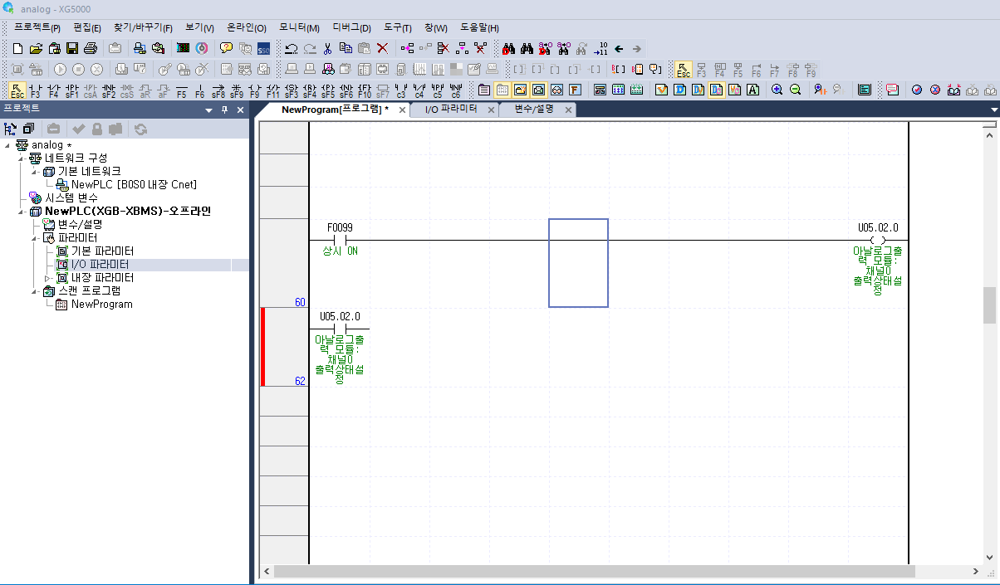 analog - XG5000
프로젝트(P) 편집(E) 찾기/바꾸기(F) 보기(V) 온라인(O) 모니터(M) 디버그(D) 도구(T) 창(W) 도움말(H)
Esc F3 F4 sF1 csA sF2 csS aR aF F5 F6 sF8 sF9 F9 F11 sF3 sF4 sF5 sF6 F10 sF7 c3 c4 c5 c6
Esc F3 F4 F5 F6 F7 F8 F9
프로젝트
NewProgram[프로그램] *
I/O 파라미터
변수/설명
analog *
네트워크 구성
기본 네트워크
NewPLC [B0S0 내장 Cnet]
시스템 변수
NewPLC(XGB-XBMS)-오프라인
변수/설명
파라미터
기본 파라미터
I/O 파라미터
내장 파라미터
스캔 프로그램
NewProgram
F0099
상시 ON
U05.02.0
아날로그출
력 모듈:
채널0
출력상태설
정
60
U05.02.0
아날로그출
력 모듈:
채널0
출력상태설
정
62